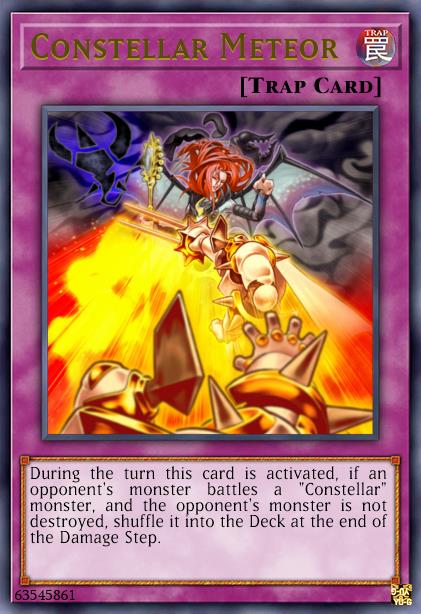 CONSTELLAR METEOR
TRAP
罠
[TRAP CARD]
During the turn this card is activated, if an
opponent's monster battles a "Constellar"
monster, and the opponent's monster is not
destroyed, shuffle it into the Deck at the end of
the Damage Step.
63545861